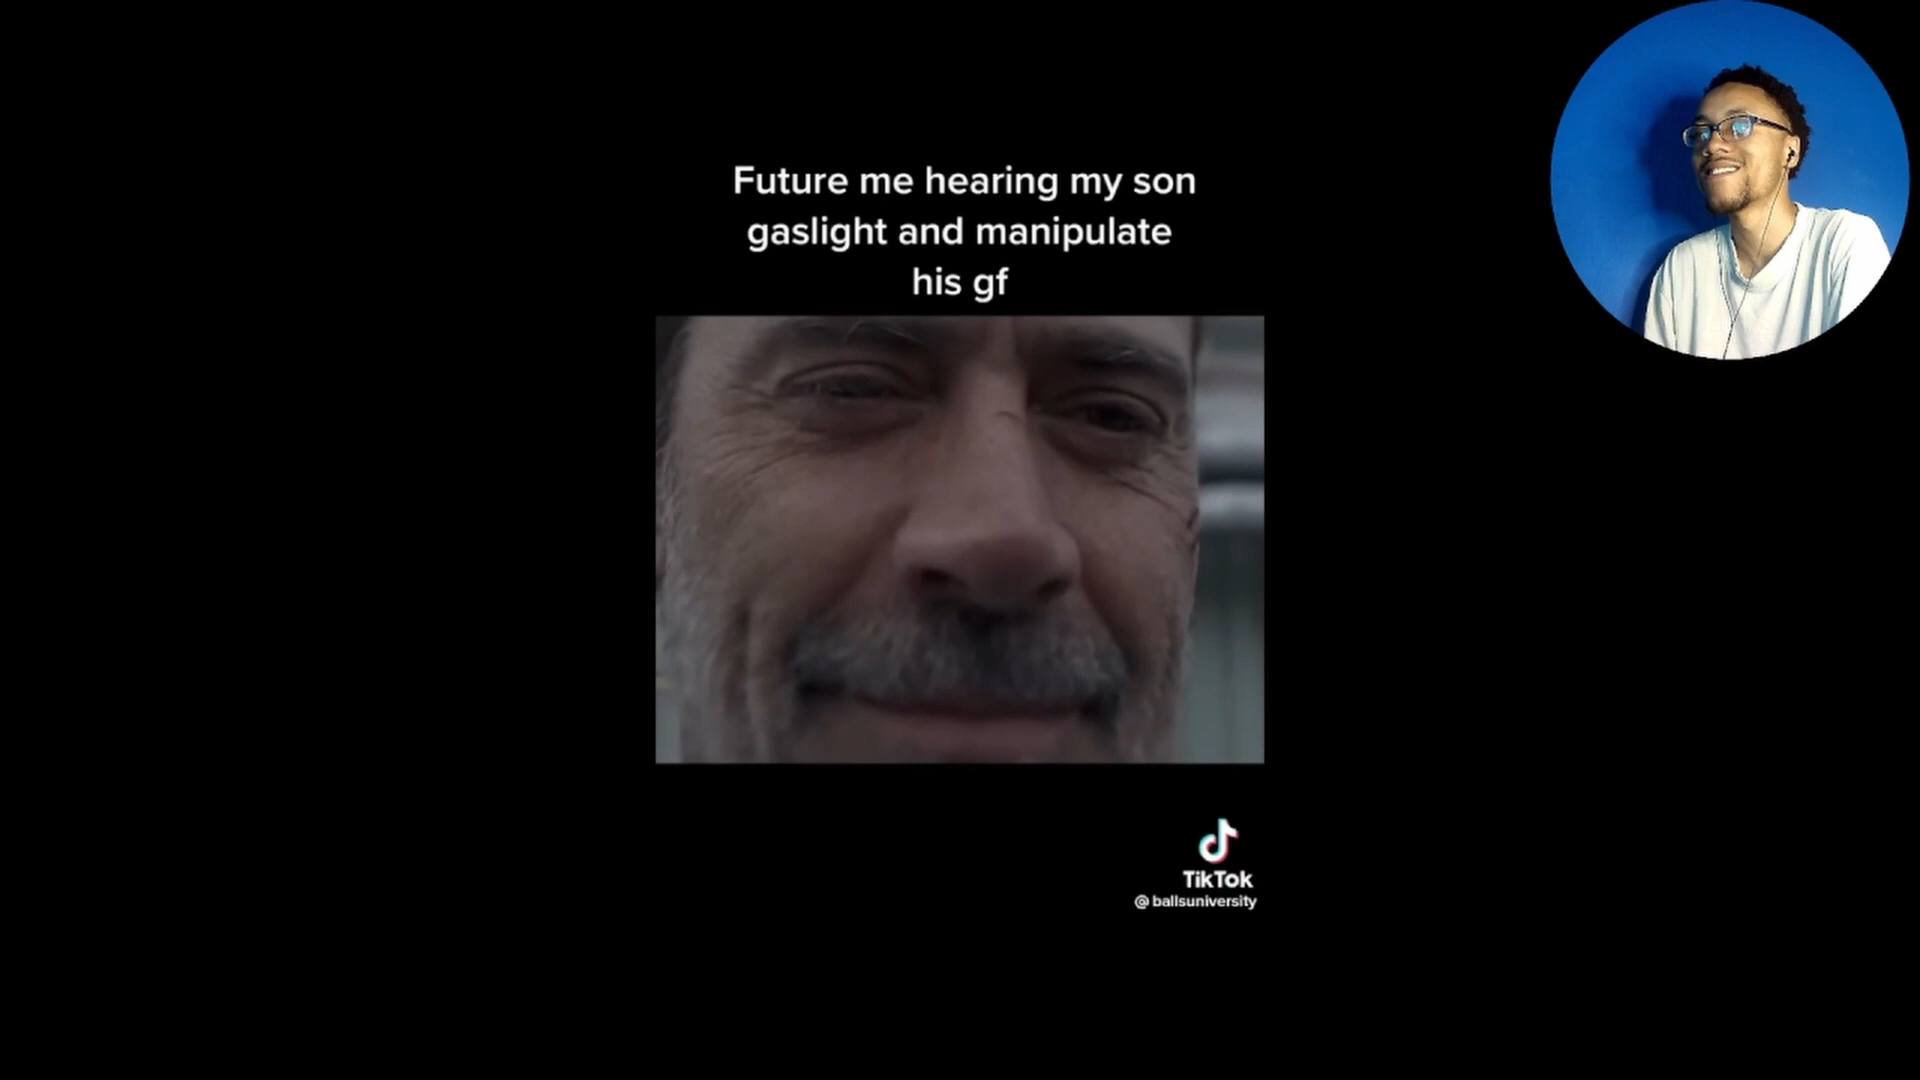 Future me hearing my son
gaslight and manipulate
his gf
TikTok
@ballsuniversity